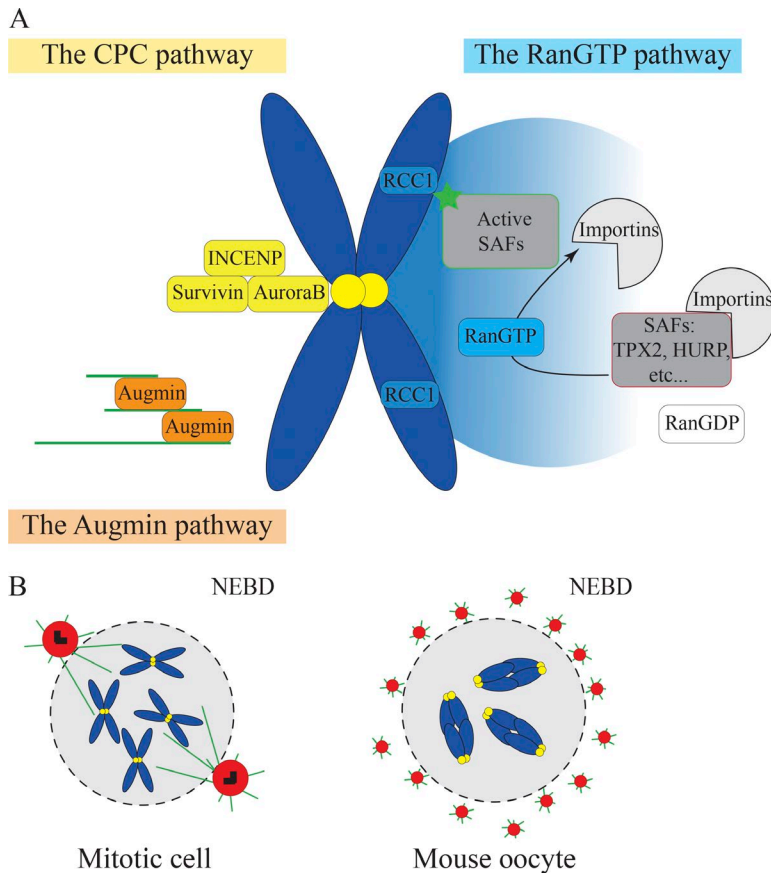 A
The CPC pathway
The RanGTP pathway
RCC1
Active
SAFs
Importins
INCENP
Survivin
AuroraB
Importins
RanGTP
SAFs:
TPX2, HURP,
etc...
Augmin
RCC1
Augmin
RanGDP
The Augmin pathway
B
NEBD
NEBD
Mitotic cell
Mouse oocyte